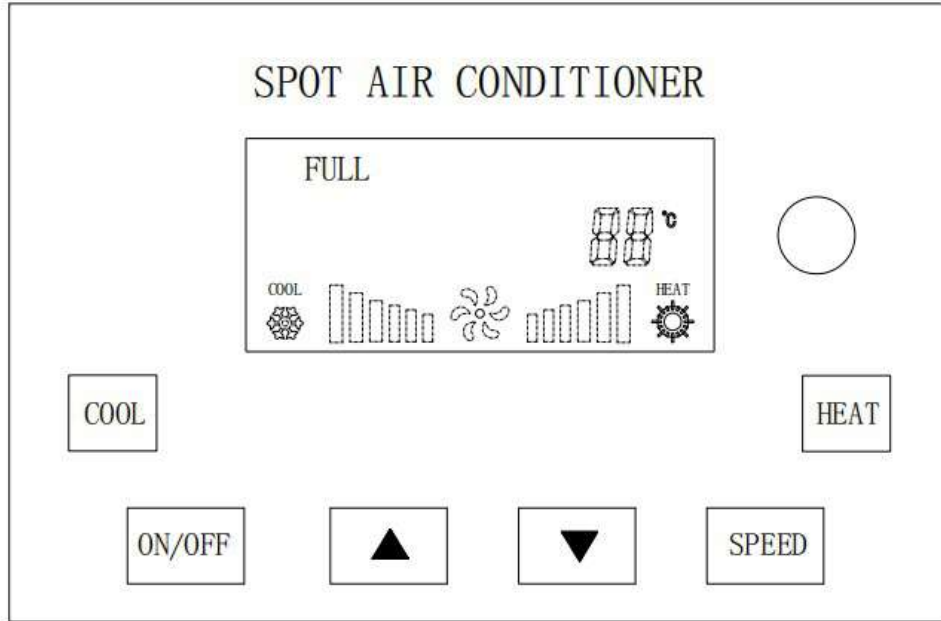 SPOT AIR CONDITIONER
FULL
88 ℃
COOL
HEAT
COOL
HEAT
ON/OFF
▲
▼
SPEED